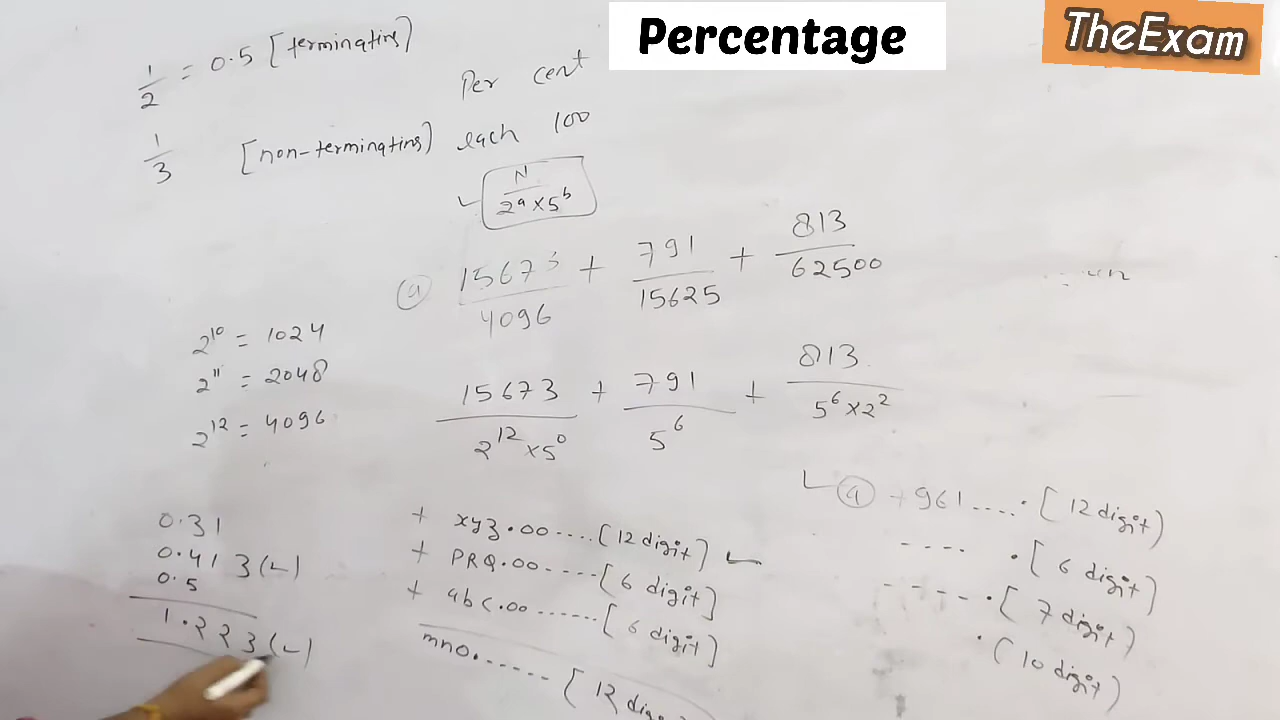 Percentage
TheExam
1/2 = 0.5 [terminating]
1/3 [non-terminating]
Per cent
each 100
N/2^a×5^b
(a) 15673/4096 + 791/15625 + 813/62500
2^10 = 1024
2^11 = 2048
2^12 = 4096
15673/2^12×5^0 + 791/5^6 + 813/5^6×2^2
0.31
0.413(L)
0.5
1.223(L)
+ xyz.00....[12 digit]
+ PRQ.00-----[6 digit]
+ abc.00------[6 digit]
mno.-----[12 dig
(a) +961....·[12 digit)
----·[6 digit]
-----·[7 digit)
·(10 digit)